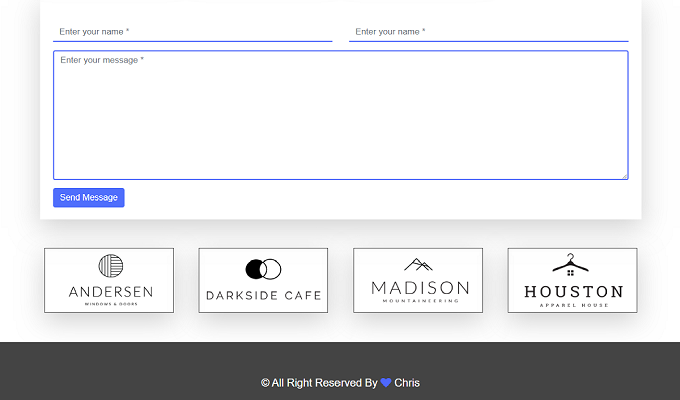 Enter your name *
Enter your name *
Enter your message *
Send Message
ANDERSEN
WINDOWS & DOORS
DARKSIDE CAFE
MADISON
MOUNTAINEERING
HOUSTON
APPAREL HOUSE
© All Right Reserved By 💙 Chris